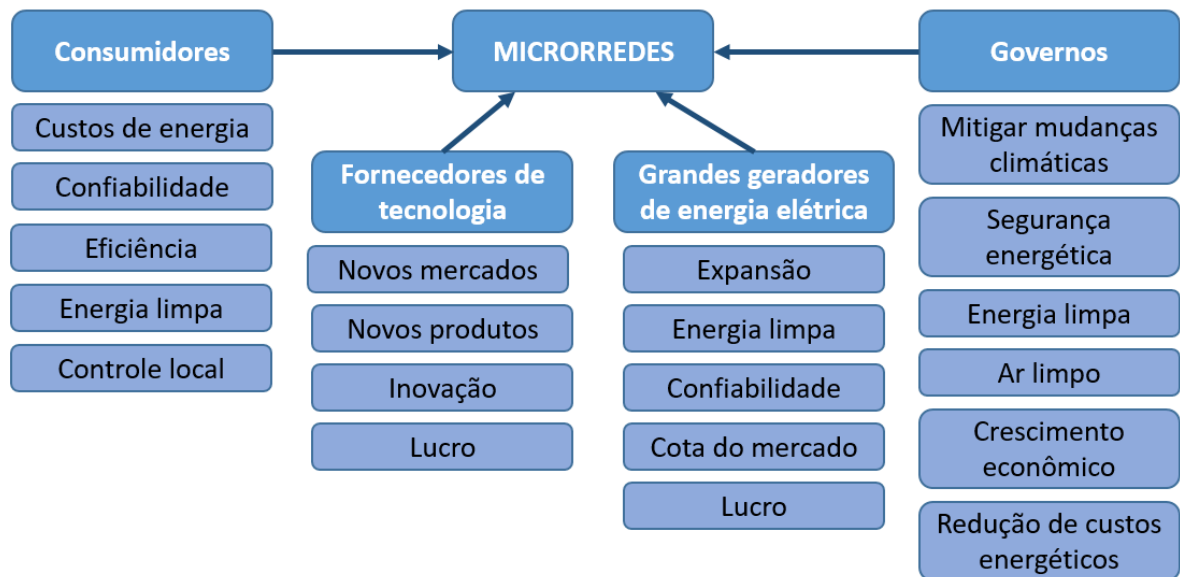 Consumidores
MICRORREDES
Governos
Custos de energia
Confiabilidade
Eficiência
Energia limpa
Controle local
Fornecedores de
tecnologia
Novos mercados
Novos produtos
Inovação
Lucro
Grandes geradores
de energia elétrica
Expansão
Energia limpa
Confiabilidade
Cota do mercado
Lucro
Mitigar mudanças
climáticas
Segurança
energética
Energia limpa
Ar limpo
Crescimento
econômico
Redução de custos
energéticos